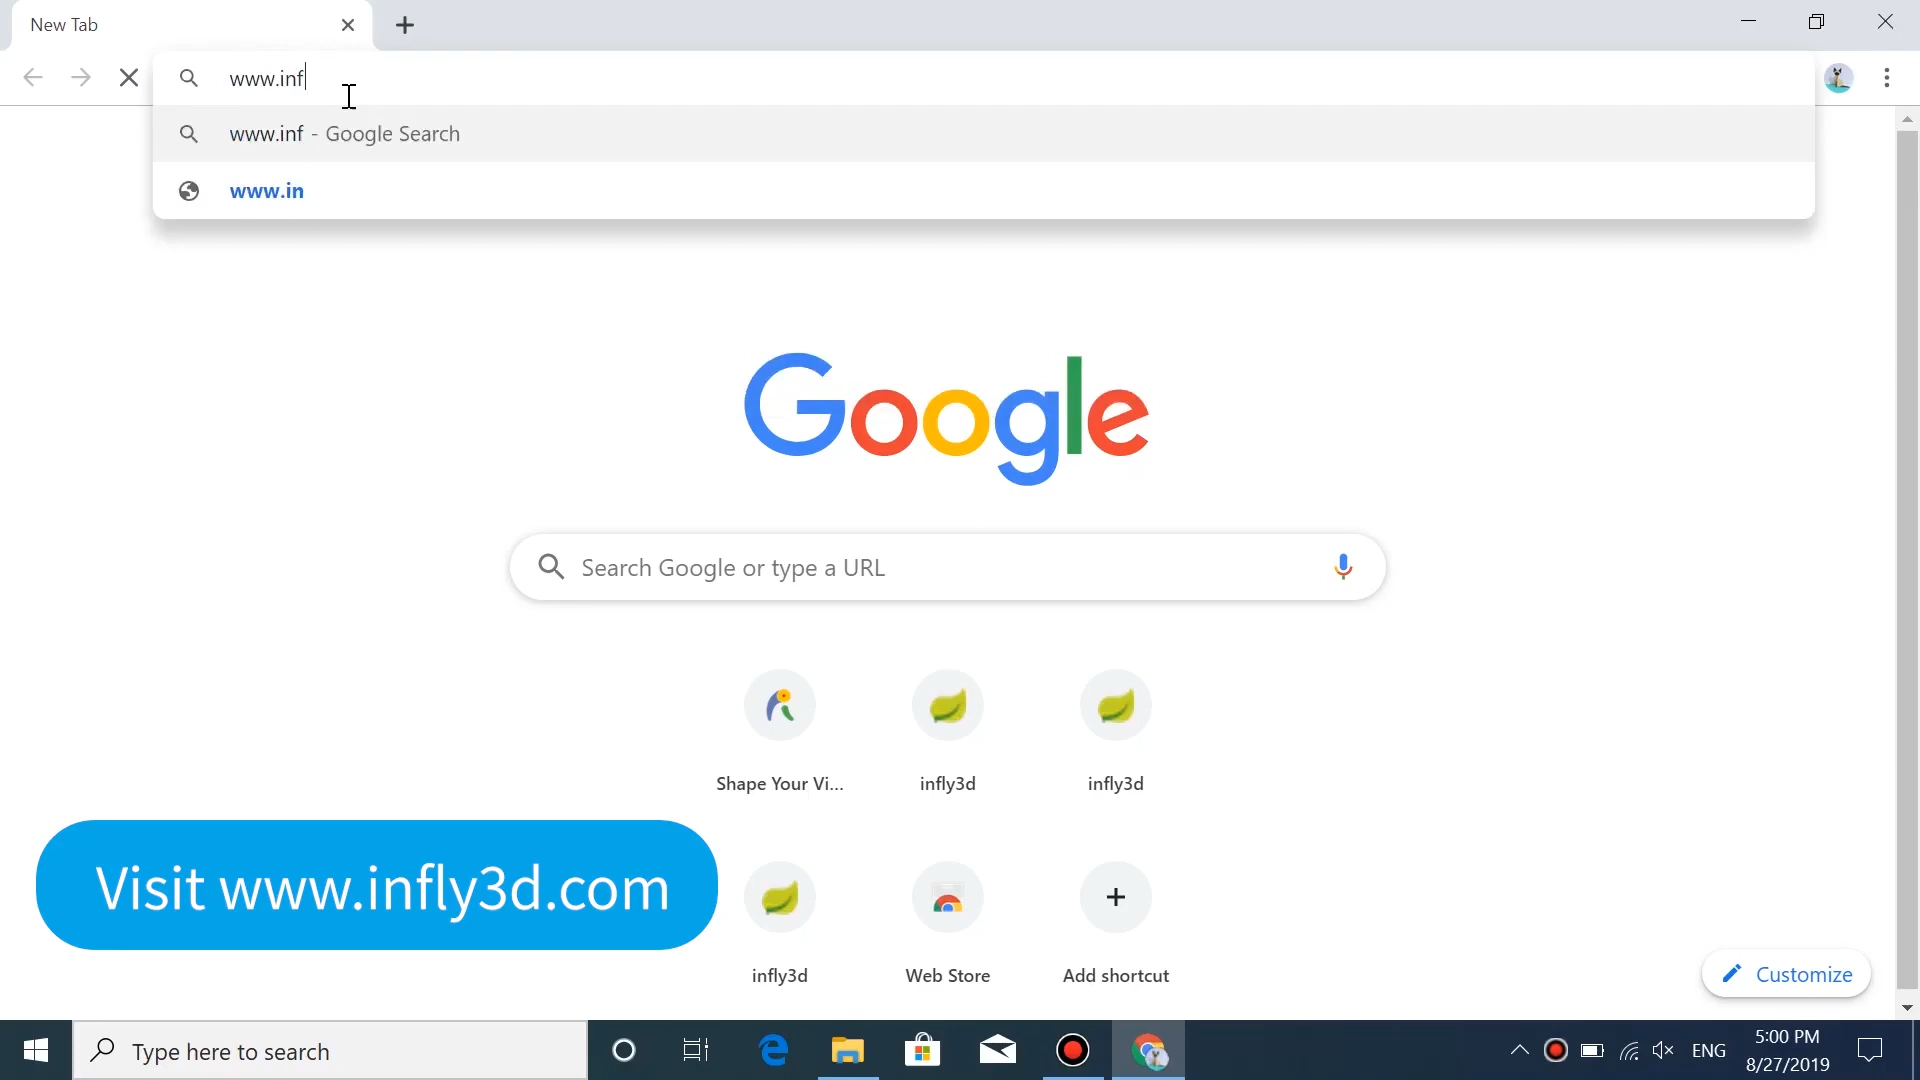 New Tab
www.inf
www.inf - Google Search
www.in
Google
Search Google or type a URL
Shape Your Vi...
infly3d
infly3d
infly3d
Web Store
Add shortcut
Visit www.infly3d.com
Customize
Type here to search
ENG
5:00 PM
8/27/2019